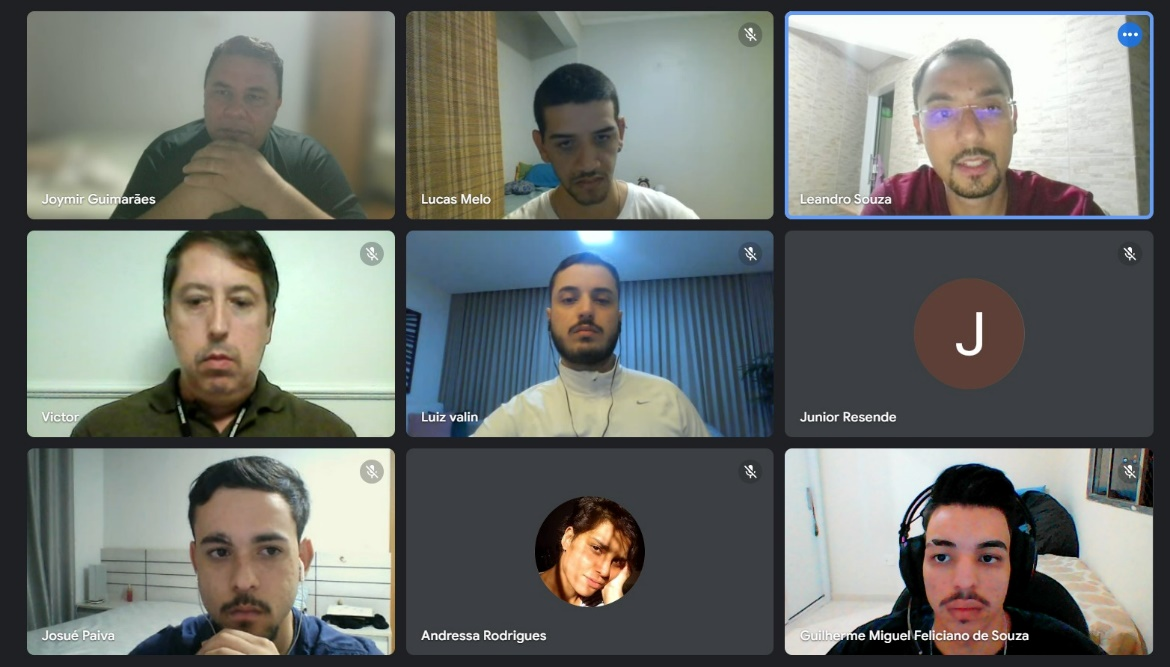 Joymir Guimarães
Lucas Melo
Leandro Souza
Victor
Luiz valin
J
Junior Resende
Josué Paiva
Andressa Rodrigues
Guilherme Miguel Feliciano de Souza